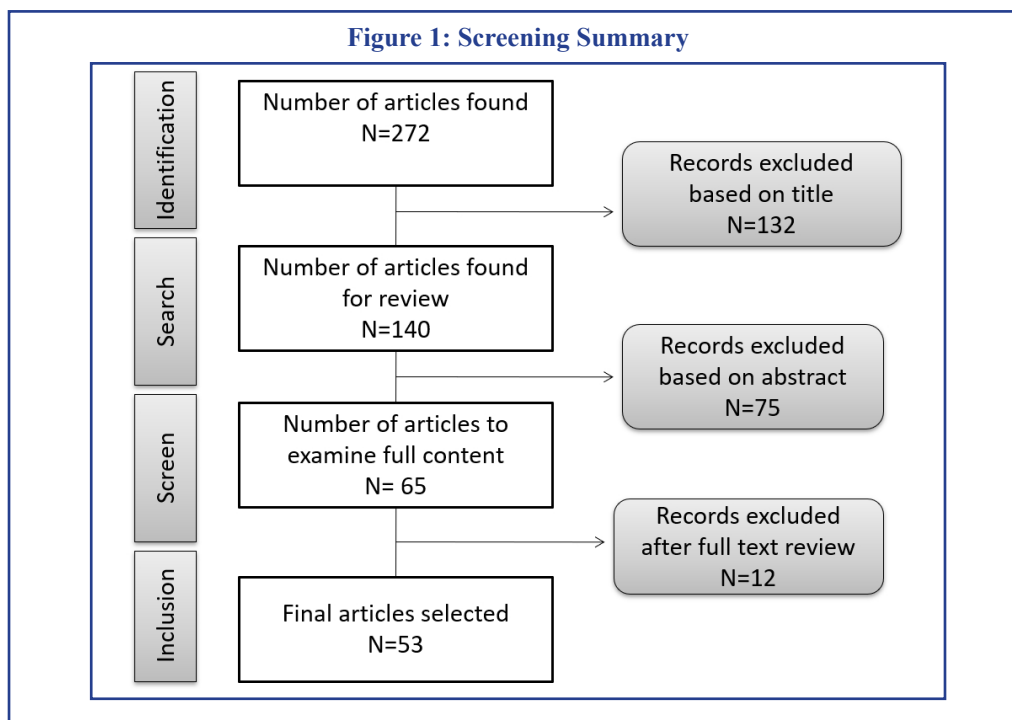 Figure 1: Screening Summary
Identification
Number of articles found
N=272
Records excluded
based on title
N=132
Search
Number of articles found
for review
N=140
Records excluded
based on abstract
N=75
Screen
Number of articles to
examine full content
N= 65
Records excluded
after full text review
N=12
Inclusion
Final articles selected
N=53